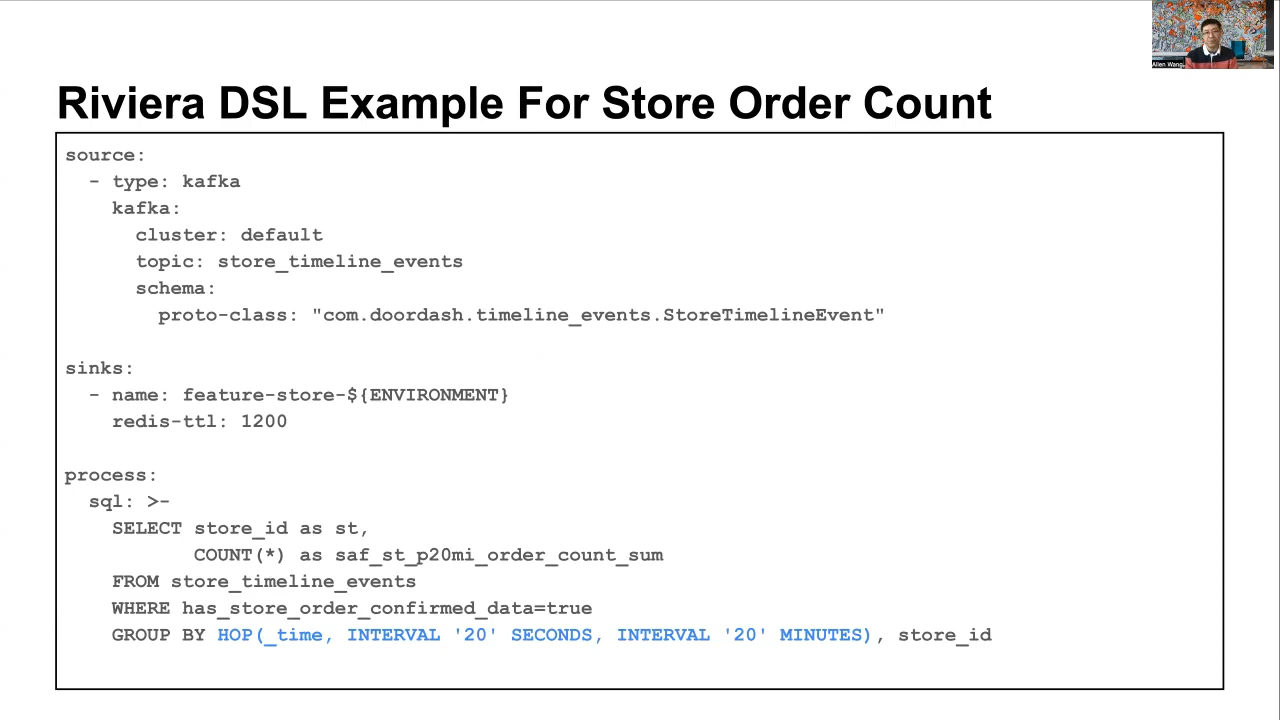 Allen Wang
Riviera DSL Example For Store Order Count
source:
  - type: kafka
    kafka:
      cluster: default
      topic: store_timeline_events
      schema:
        proto-class: "com.doordash.timeline_events.StoreTimelineEvent"
sinks:
  - name: feature-store-${ENVIRONMENT}
    redis-ttl: 1200
process:
  sql: >-
    SELECT store_id as st,
           COUNT(*) as saf_st_p20mi_order_count_sum
    FROM store_timeline_events
    WHERE has_store_order_confirmed_data=true
    GROUP BY HOP(_time, INTERVAL '20' SECONDS, INTERVAL '20' MINUTES), store_id